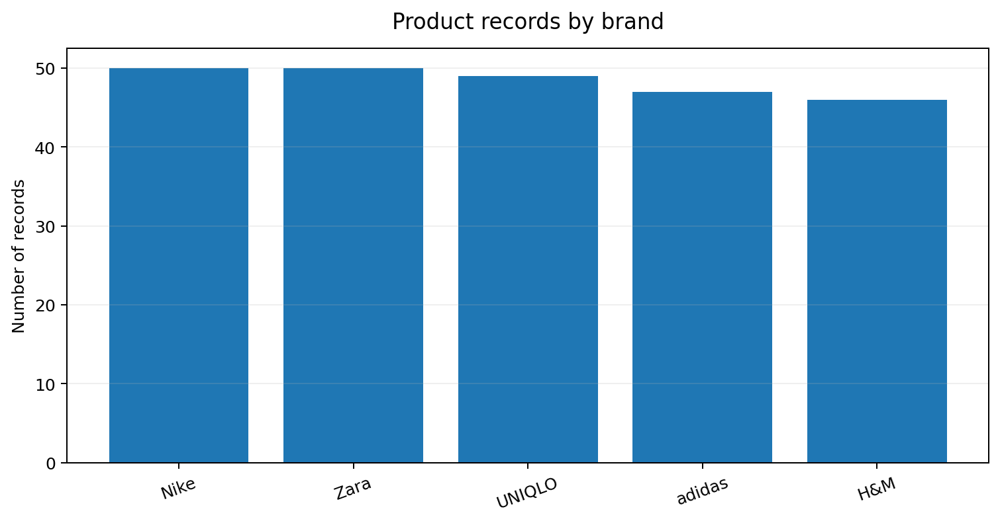 Product records by brand
Number of records
50
40
30
20
10
0
Nike
Zara
UNIQLO
adidas
H&M